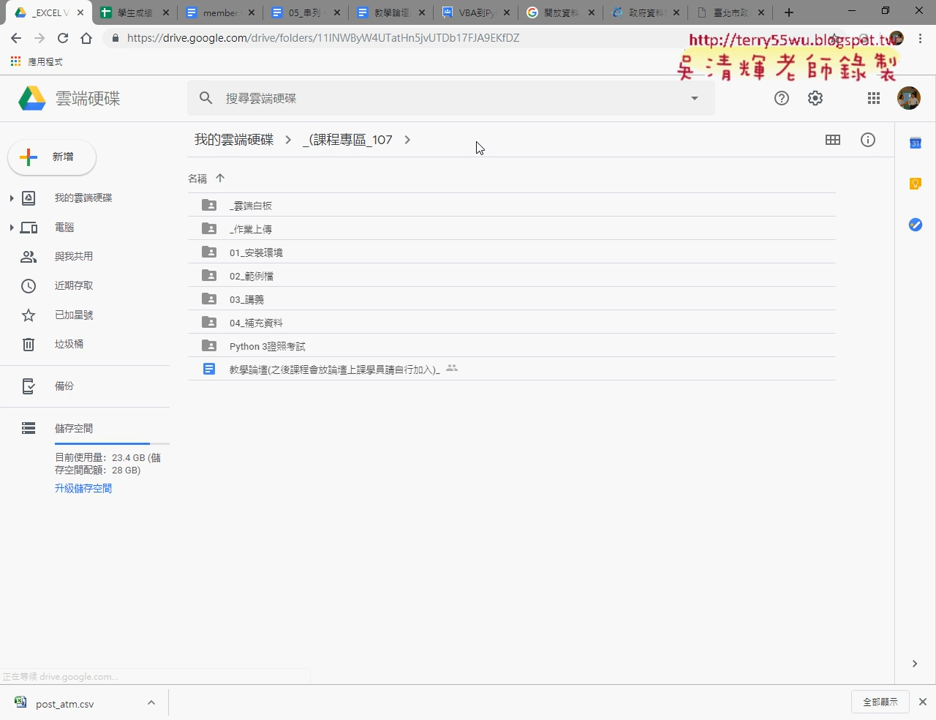 _EXCEL V
學生成績
member
05_串列
教學論壇
VBA到Py
開放資料
政府資料
臺北市政
https://drive.google.com/drive/folders/11INWByW4UTatHn5jvUTDb17FJA9EKfDZ
http://terry55wu.blogspot.tw
應用程式
吳清輝老師錄製
雲端硬碟
搜尋雲端硬碟
新增
我的雲端硬碟 > _(課程專區_107 >
名稱 ↑
我的雲端硬碟
電腦
與我共用
近期存取
已加星號
垃圾桶
備份
儲存空間
目前使用量: 23.4 GB (儲
存空間配額: 28 GB)
升級儲存空間
_雲端白板
_作業上傳
01_安裝環境
02_範例檔
03_講義
04_補充資料
Python 3證照考試
教學論壇(之後課程會放論壇上課學員請自行加入)_
正在等候 drive.google.com...
post_atm.csv
全部顯示